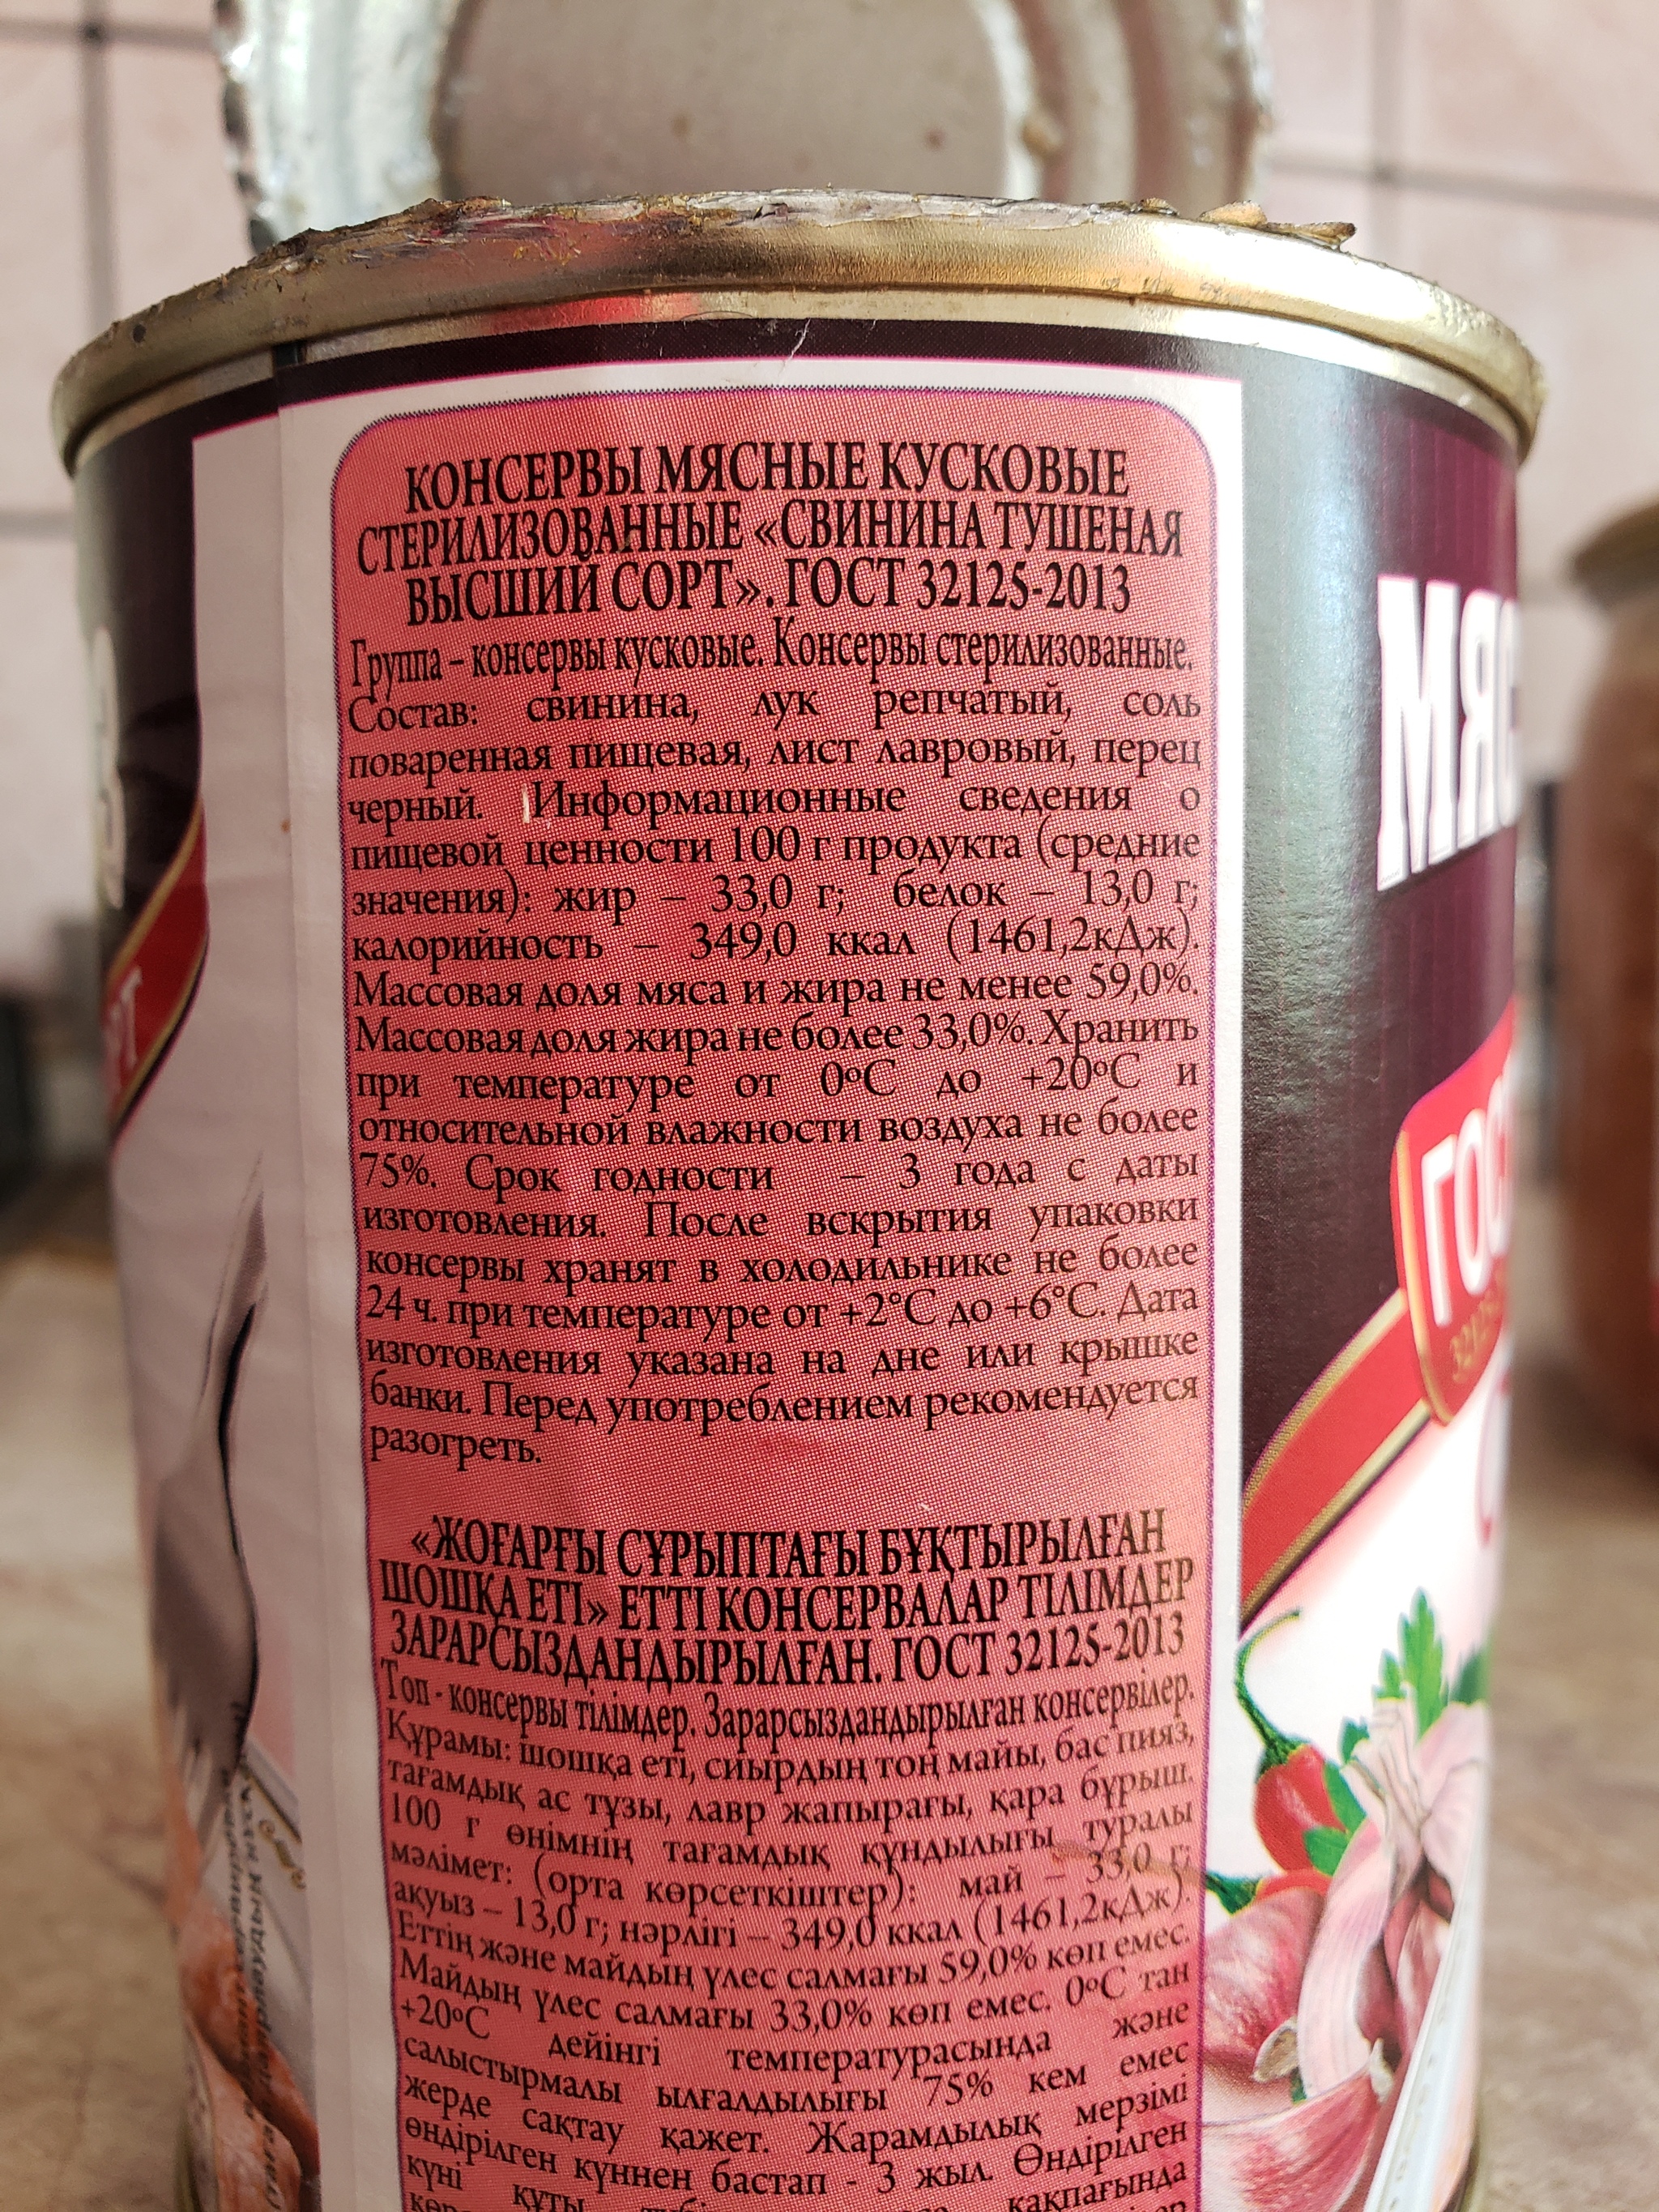 КОНСЕРВЫ МЯСНЫЕ КУСКОВЫЕ
СТЕРИЛИЗОВАННЫЕ «СВИНИНА ТУШЕНАЯ
ВЫСШИЙ СОРТ». ГОСТ 32125-2013
Группа – консервы кусковые. Консервы стерилизованные.
Состав: свинина, лук репчатый, соль
поваренная пищевая, лист лавровый, перец
черный. Информационные сведения о
пищевой ценности 100 г продукта (средние
значения): жир – 33,0 г; белок – 13,0 г;
калорийность – 349,0 ккал (1461,2кДж).
Массовая доля мяса и жира не менее 59,0%.
Массовая доля жира не более 33,0%. Хранить
при температуре от 0°С до +20°С и
относительной влажности воздуха не более
75%. Срок годности – 3 года с даты
изготовления. После вскрытия упаковки
консервы хранят в холодильнике не более
24 ч. при температуре от +2°С до +6°С. Дата
изготовления указана на дне или крышке
банки. Перед употреблением рекомендуется
разогреть.
«ЖОҒАРҒЫ СҰРЫПТАҒЫ БҰҚТЫРЫЛҒАН
ШОШҚА ЕТІ» ЕТТІ КОНСЕРВАЛАР ТІЛІМДЕР
ЗАРАРСЫЗДАНДЫРЫЛҒАН. ГОСТ 32125-2013
Топ - консервы тілімдер. Зарарсыздандырылған консервілер.
Құрамы: шошқа еті, сиырдың тоң майы, бас пияз,
тағамдық ас тұзы, лавр жапырағы, қара бұрыш.
100 г өнімнің тағамдық құндылығы туралы
мәлімет: (орта көрсеткіштер): май – 33,0 г;
ақуыз – 13,0 г; нәрлігі – 349,0 ккал (1461,2кДж).
Еттің және майдың үлес салмағы 59,0% көп емес.
Майдың үлес салмағы 33,0% көп емес. 0°С тан
+20°С дейінгі температурасында және
салыстырмалы ылғалдылығы 75% кем емес
жерде сақтау қажет. Жарамдылық мерзімі
өндірілген күннен бастап - 3 жыл. Өндірілген
күні құты қақпағында
МЯС
ГОС